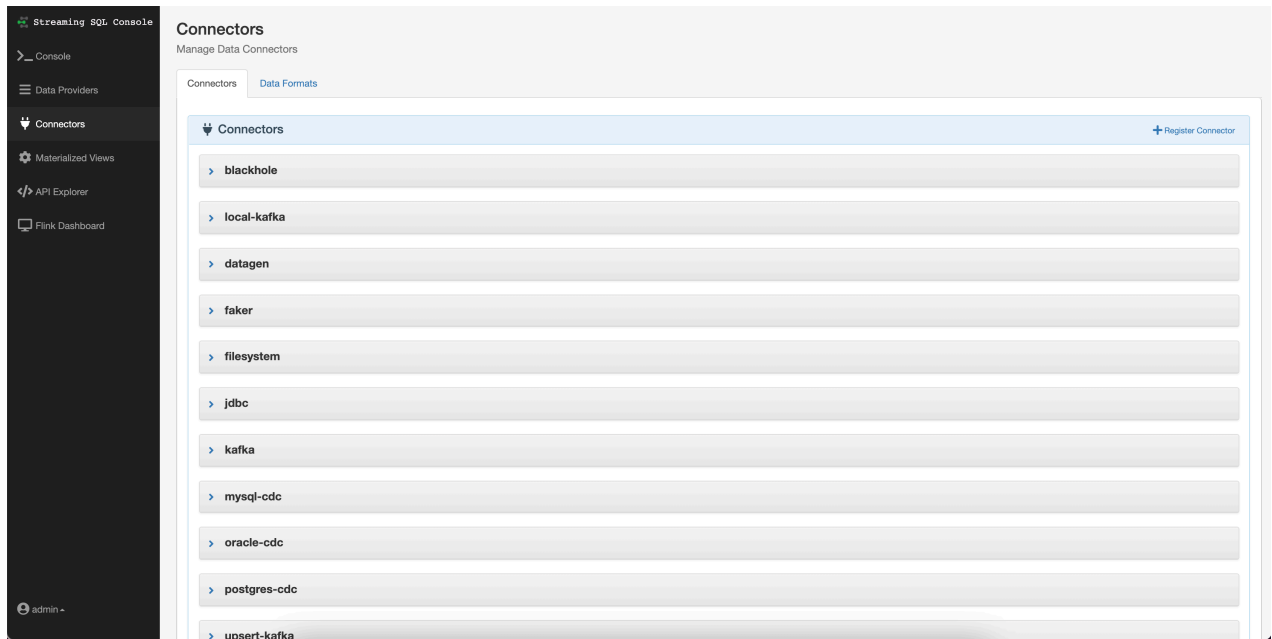 Streaming SQL Console
Console
Data Providers
Connectors
Materialized Views
API Explorer
Flink Dashboard
admin
Connectors
Manage Data Connectors
Connectors
Data Formats
Connectors
Register Connector
blackhole
local-kafka
datagen
faker
filesystem
jdbc
kafka
mysql-cdc
oracle-cdc
postgres-cdc
upsert-kafka